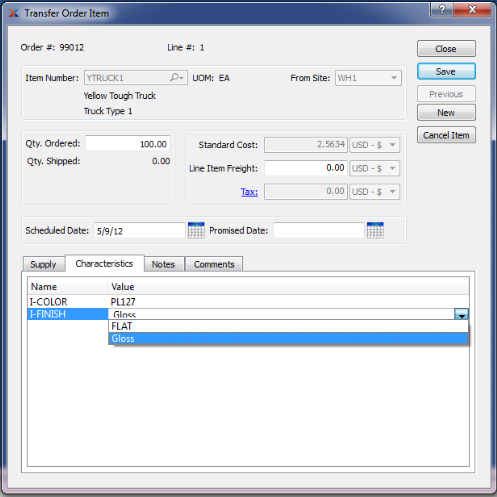 Transfer Order Item
Order #: 99012 Line #: 1 Close
Save
Item Number: YTRUCK1 UOM: EA From Site: WH1
Previous
Yellow Tough Truck
Truck Type 1
New
Cancel Item
Qty. Ordered: 100.00 Standard Cost: 2.5634 USD - $
Qty. Shipped: 0.00 Line Item Freight: 0.00 USD - $
Tax: 0.00 USD - $
Scheduled Date: 5/9/12 Promised Date:
Supply Characteristics Notes Comments
Name Value
I-COLOR PL127
I-FINISH Gloss
FLAT
Gloss